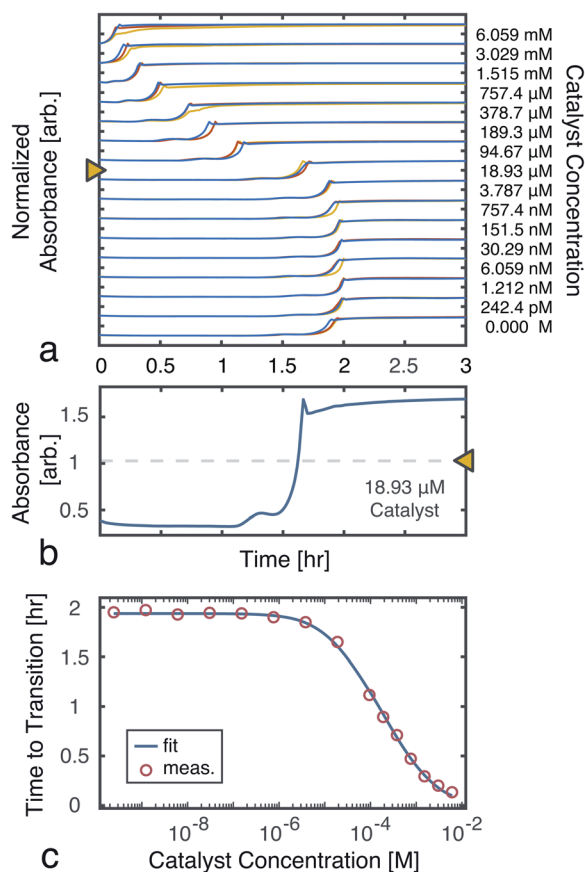 Normalized
Absorbance [arb.]
6.059 mM
3.029 mM
1.515 mM
757.4 µM
378.7 µM
189.3 µM
94.67 µM
18.93 µM
3.787 µM
757.4 nM
151.5 nM
30.29 nM
6.059 nM
1.212 nM
242.4 pM
0.000 M
Catalyst Concentration
a
0 0.5 1 1.5 2 2.5 3
Absorbance
[arb.]
1.5
1
0.5
18.93 µM
Catalyst
b
Time [hr]
Time to Transition [hr]
2
1.5
1
0.5
0
fit
meas.
10-8 10-6 10-4 10-2
c
Catalyst Concentration [M]